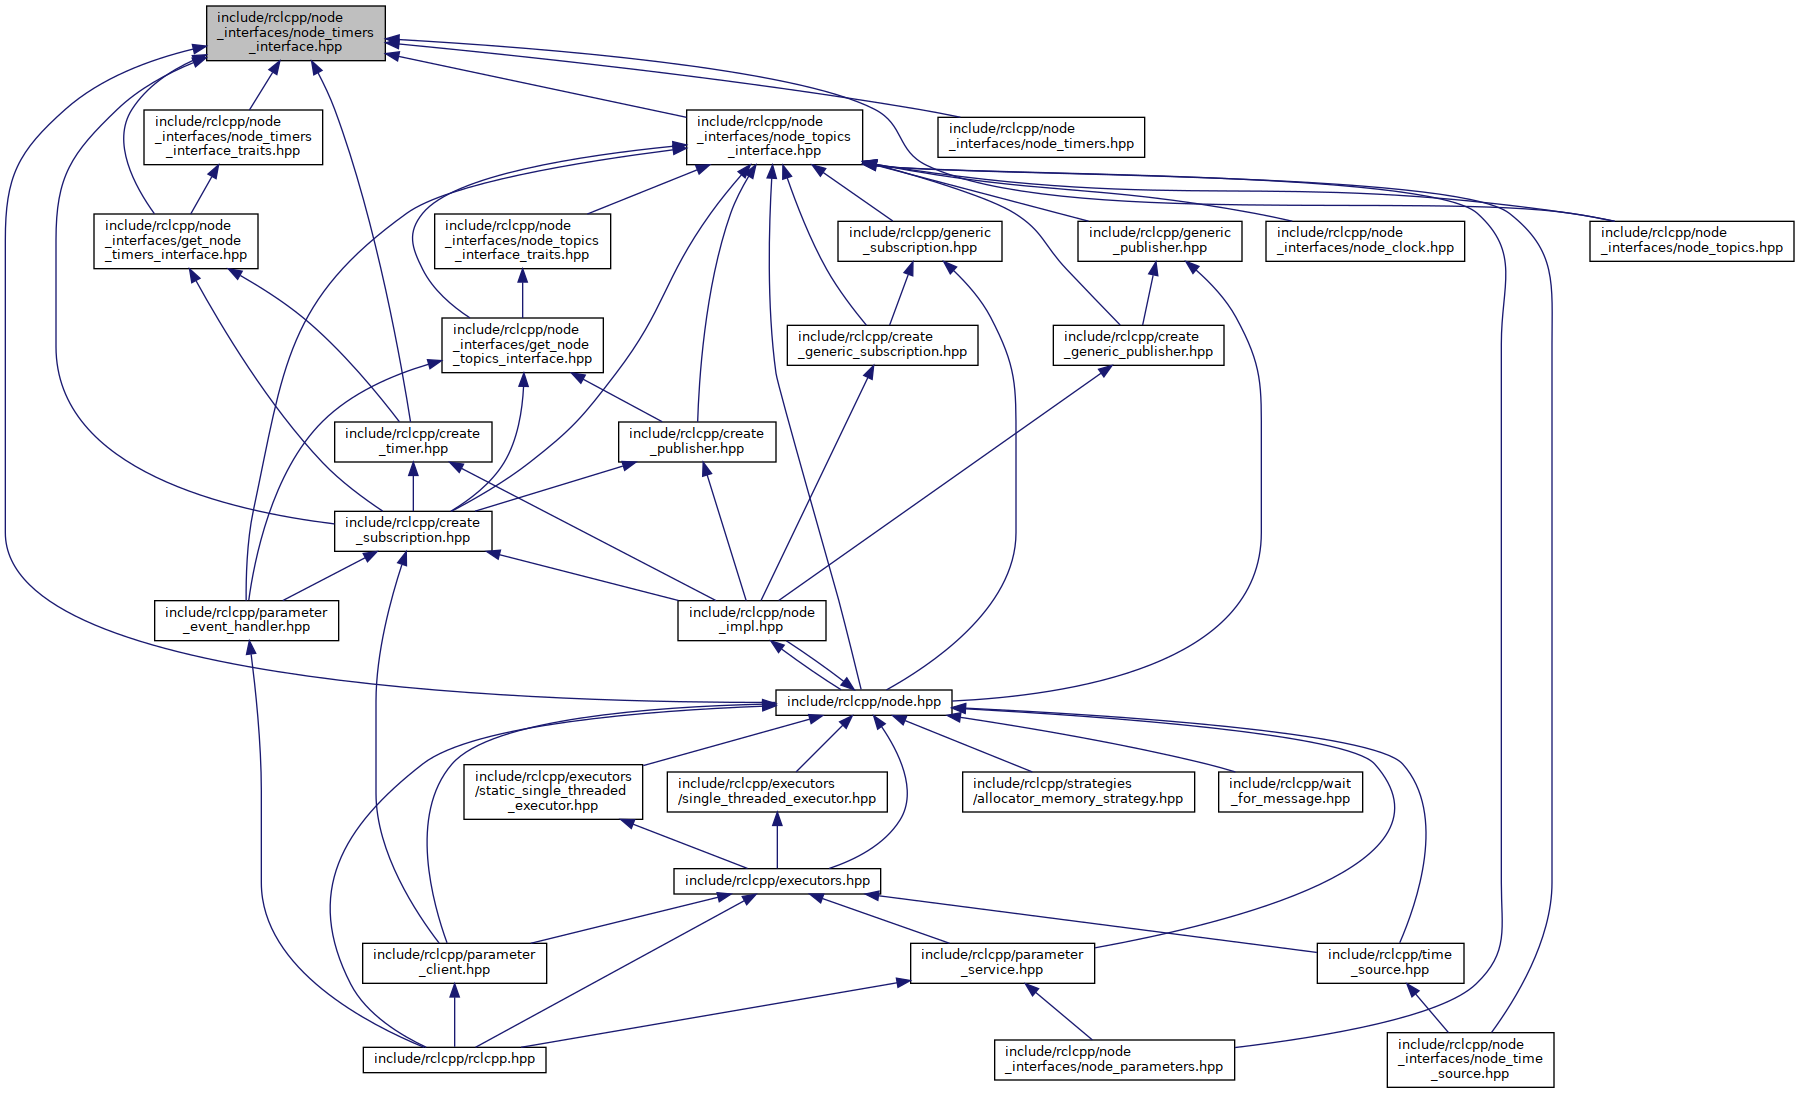 include/rclcpp/node
_interfaces/node_timers
_interface.hpp
include/rclcpp/node
_interfaces/node_timers
_interface_traits.hpp
include/rclcpp/node
_interfaces/node_topics
_interface.hpp
include/rclcpp/node
_interfaces/node_timers.hpp
include/rclcpp/node
_interfaces/get_node
_timers_interface.hpp
include/rclcpp/node
_interfaces/node_topics
_interface_traits.hpp
include/rclcpp/generic
_subscription.hpp
include/rclcpp/generic
_publisher.hpp
include/rclcpp/node
_interfaces/node_clock.hpp
include/rclcpp/node
_interfaces/node_topics.hpp
include/rclcpp/node
_interfaces/get_node
_topics_interface.hpp
include/rclcpp/create
_generic_subscription.hpp
include/rclcpp/create
_generic_publisher.hpp
include/rclcpp/create
_timer.hpp
include/rclcpp/create
_publisher.hpp
include/rclcpp/create
_subscription.hpp
include/rclcpp/parameter
_event_handler.hpp
include/rclcpp/node
_impl.hpp
include/rclcpp/node.hpp
include/rclcpp/executors
/static_single_threaded
_executor.hpp
include/rclcpp/executors
/single_threaded_executor.hpp
include/rclcpp/strategies
/allocator_memory_strategy.hpp
include/rclcpp/wait
_for_message.hpp
include/rclcpp/executors.hpp
include/rclcpp/parameter
_client.hpp
include/rclcpp/parameter
_service.hpp
include/rclcpp/time
_source.hpp
include/rclcpp/rclcpp.hpp
include/rclcpp/node
_interfaces/node_parameters.hpp
include/rclcpp/node
_interfaces/node_time
_source.hpp